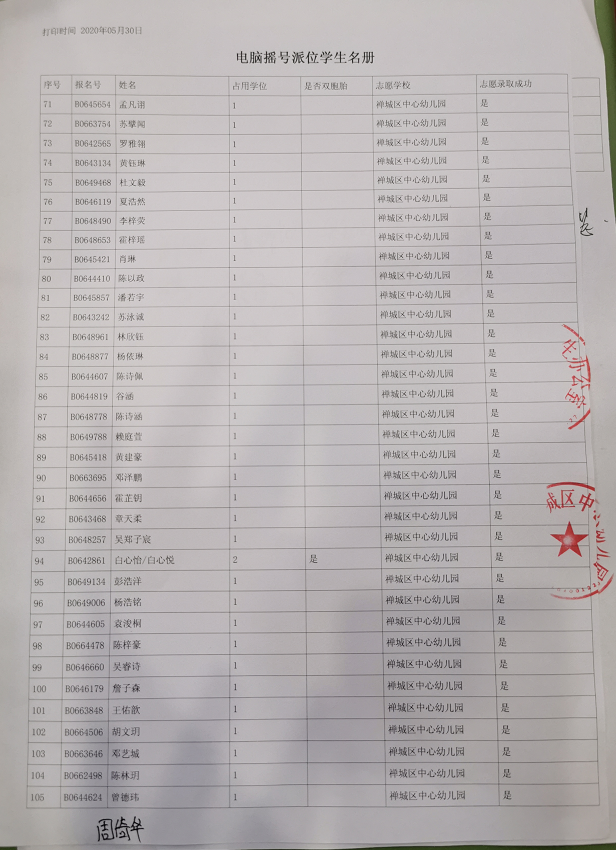 打印时间 2020年05月30日
电脑摇号派位学生名册
序号 报名号 姓名 占用学位 是否双胞胎 志愿学校 志愿录取成功
71 B0645654 孟凡诩 1 禅城区中心幼儿园 是
72 B0663754 苏肇闻 1 禅城区中心幼儿园 是
73 B0642565 罗雅翎 1 禅城区中心幼儿园 是
74 B0643134 黄钰琳 1 禅城区中心幼儿园 是
75 B0649468 杜文毅 1 禅城区中心幼儿园 是
76 B0646119 夏浩然 1 禅城区中心幼儿园 是
77 B0648490 李梓荧 1 禅城区中心幼儿园 是
78 B0648653 霍梓瑶 1 禅城区中心幼儿园 是
79 B0645421 肖琳 1 禅城区中心幼儿园 是
80 B0644410 陈以政 1 禅城区中心幼儿园 是
81 B0645857 潘若宇 1 禅城区中心幼儿园 是
82 B0643242 苏泳诚 1 禅城区中心幼儿园 是
83 B0648961 林欣钰 1 禅城区中心幼儿园 是
84 B0648877 杨依琳 1 禅城区中心幼儿园 是
85 B0644607 陈诗佩 1 禅城区中心幼儿园 是
86 B0644819 谷涵 1 禅城区中心幼儿园 是
87 B0648778 陈诗涵 1 禅城区中心幼儿园 是
88 B0649788 赖庭萱 1 禅城区中心幼儿园 是
89 B0645418 黄建豪 1 禅城区中心幼儿园 是
90 B0663695 邓泽鹏 1 禅城区中心幼儿园 是
91 B0644656 霍芷钥 1 禅城区中心幼儿园 是
92 B0643468 章天柔 1 禅城区中心幼儿园 是
93 B0648257 吴郑子宸 1 禅城区中心幼儿园 是
94 B0642861 白心怡/白心悦 2 是 禅城区中心幼儿园 是
95 B0649134 彭浩洋 1 禅城区中心幼儿园 是
96 B0649006 杨浩铭 1 禅城区中心幼儿园 是
97 B0644605 袁浚桐 1 禅城区中心幼儿园 是
98 B0664478 陈梓豪 1 禅城区中心幼儿园 是
99 B0646660 吴睿诗 1 禅城区中心幼儿园 是
100 B0646179 詹子森 1 禅城区中心幼儿园 是
101 B0663848 王佑歆 1 禅城区中心幼儿园 是
102 B0664506 胡文玥 1 禅城区中心幼儿园 是
103 B0663646 邓艺城 1 禅城区中心幼儿园 是
104 B0662498 陈林玥 1 禅城区中心幼儿园 是
105 B0644624 曾德玮 1 禅城区中心幼儿园 是
办公室
城区中心幼儿园